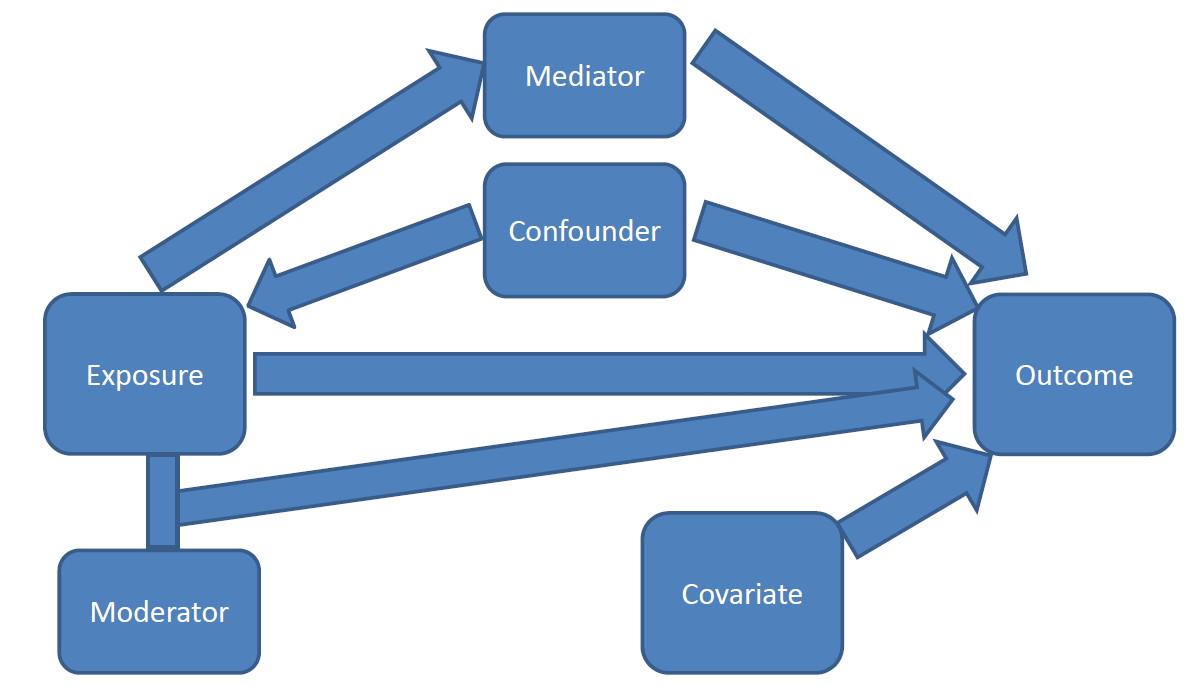 Mediator
Confounder
Exposure
Outcome
Covariate
Moderator